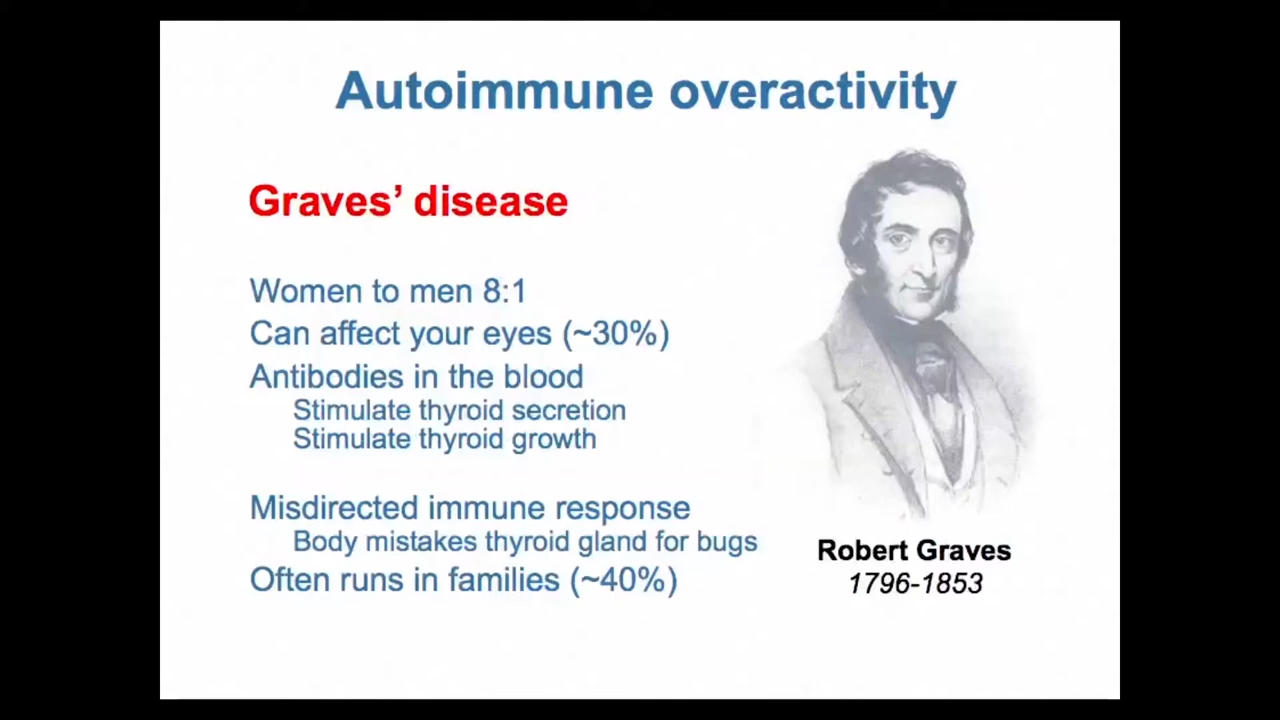 Autoimmune overactivity
Graves’ disease
Women to men 8:1
Can affect your eyes (~30%)
Antibodies in the blood
Stimulate thyroid secretion
Stimulate thyroid growth
Misdirected immune response
Body mistakes thyroid gland for bugs
Often runs in families (~40%)
Robert Graves
1796-1853